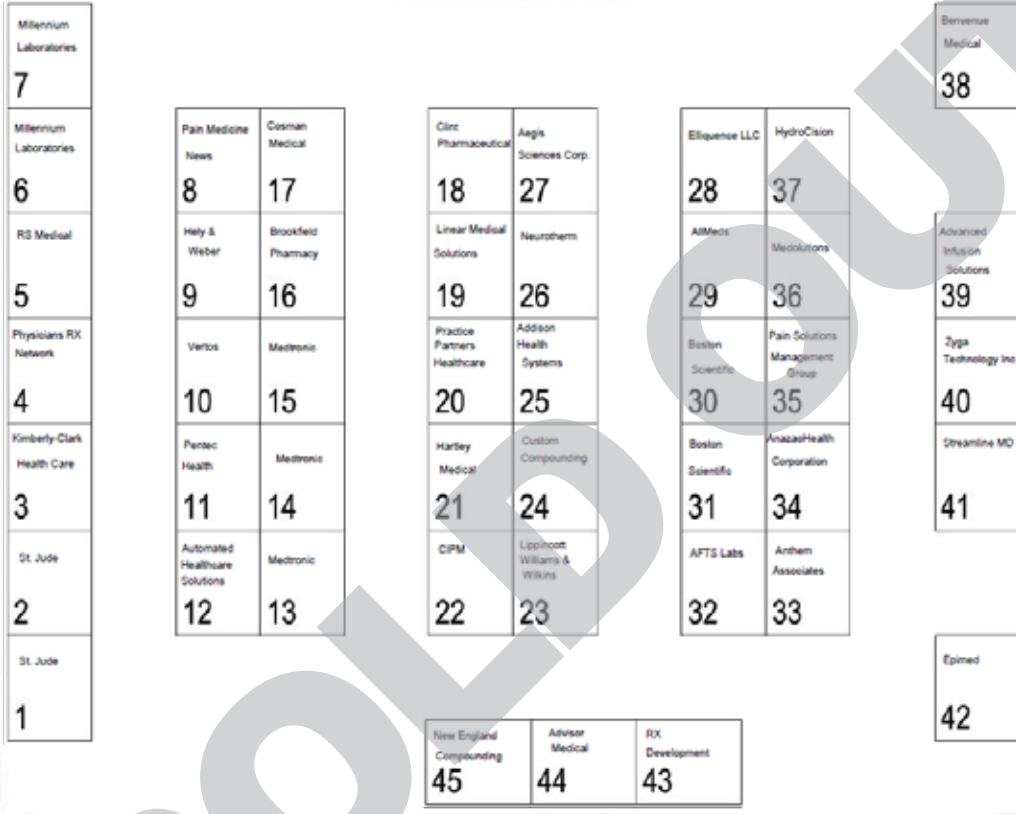 Millennium
Laboratories
7
Millennium
Laboratories
6
RS Medical
5
Physicians RX
Network
4
Kimberly-Clark
Health Care
3
St. Jude
2
St. Jude
1
Pain Medicine
News
8
Cosman
Medical
17
Hely &
Weber
9
Brookfield
Pharmacy
16
Vertos
10
Medtronic
15
Pentec
Health
11
Medtronic
14
Automated
Healthcare
Solutions
12
Medtronic
13
Clint
Pharmaceutical
18
Aegis
Sciences Corp.
27
Linear Medical
Solutions
19
Neurotherm
26
Practice
Partners
Healthcare
20
Addison
Health
Systems
25
Hartley
Medical
21
Custom
Compounding
24
CIPM
22
Lippincott
Williams &
Wilkins
23
Elliquence LLC
28
HydroCision
37
AllMeds
29
Medolutions
36
Boston
Scientific
30
Pain Solutions
Management
Group
35
Boston
Scientific
31
AnazaoHealth
Corporation
34
AFTS Labs
32
Anthem
Associates
33
Benvenue
Medical
38
Advanced
Infusion
Solutions
39
Zyga
Technology Inc
40
Streamline MD
41
Epimed
42
New England
Compounding
45
Advisor
Medical
44
RX
Development
43
SOLD OUT